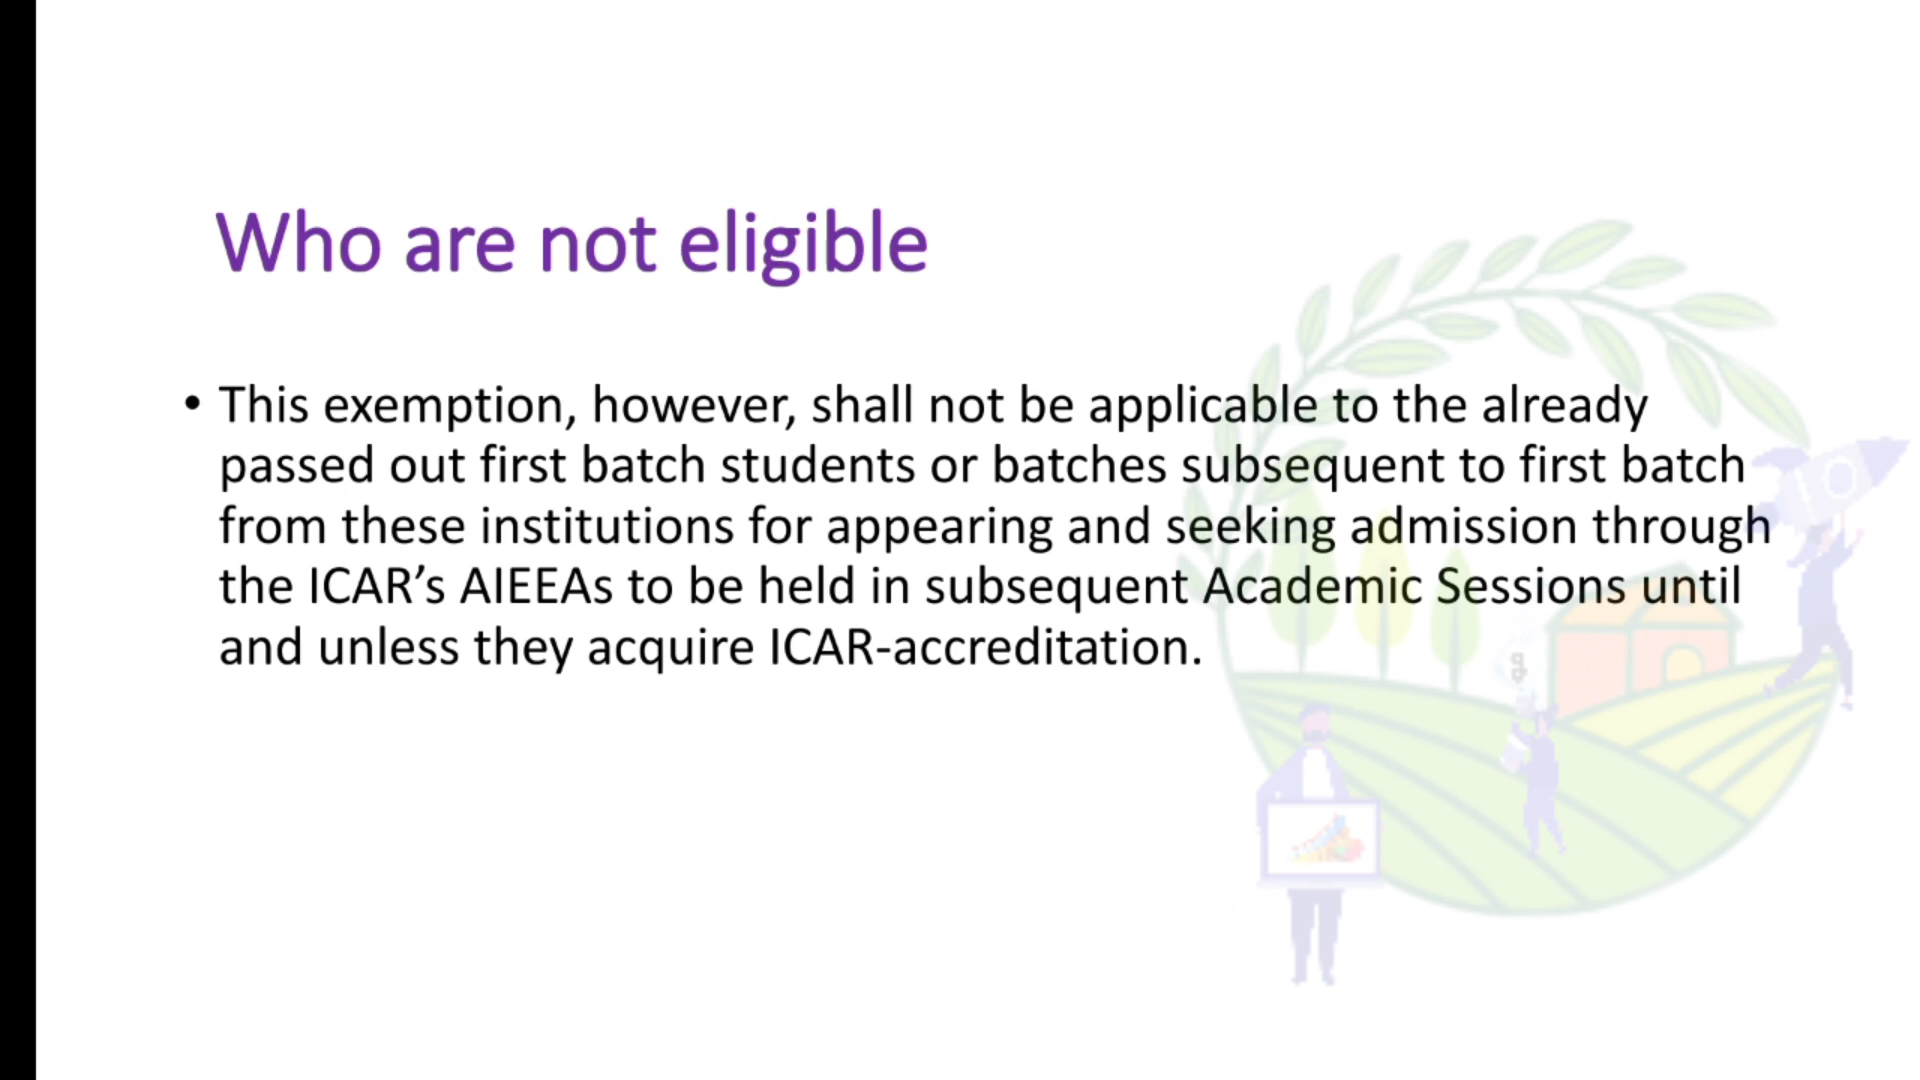 Who are not eligible
• This exemption, however, shall not be applicable to the already
passed out first batch students or batches subsequent to first batch
from these institutions for appearing and seeking admission through
the ICAR’s AIEEAs to be held in subsequent Academic Sessions until
and unless they acquire ICAR-accreditation.